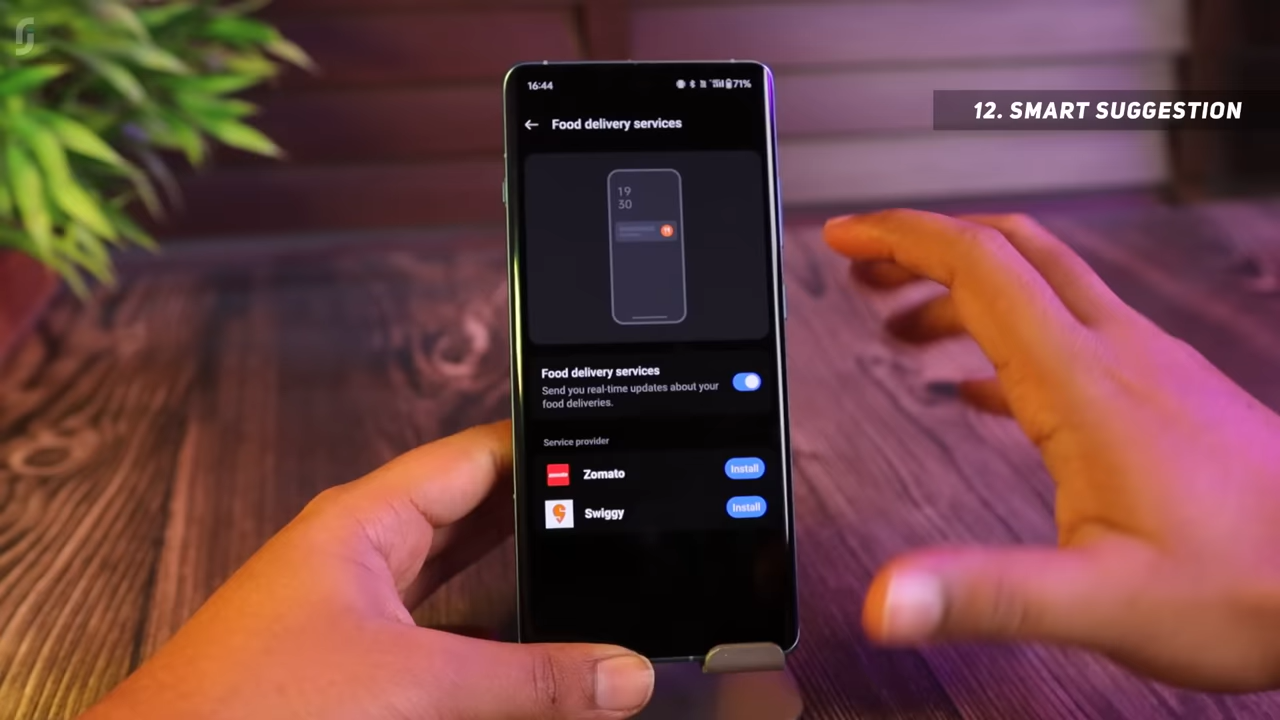 12. SMART SUGGESTION
16:44
71%
Food delivery services
19
30
Food delivery services
Send you real-time updates about your
food deliveries.
Service provider
Zomato
Install
Swiggy
Install